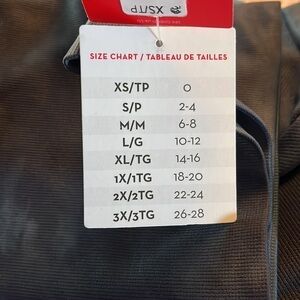 XS/TP
SIZE CHART / TABLEAU DE TAILLES
XS/TP 0
S/P 2-4
M/M 6-8
L/G 10-12
XL/TG 14-16
1X/1TG 18-20
2X/2TG 22-24
3X/3TG 26-28